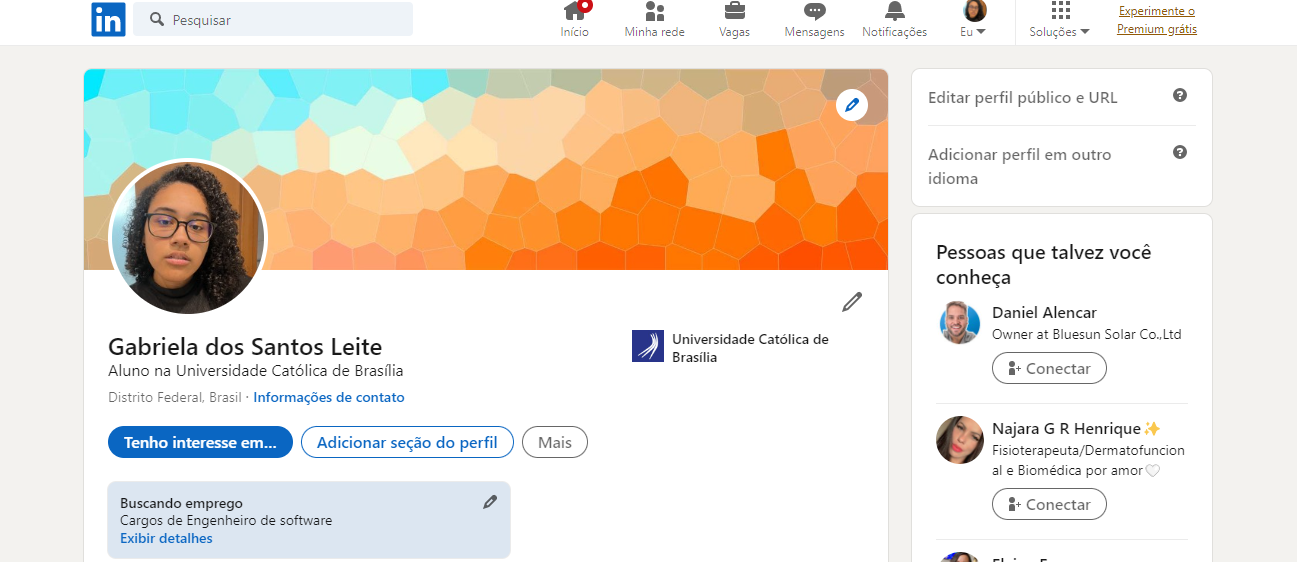 in
Pesquisar
Início
Minha rede
Vagas
Mensagens
Notificações
Eu
Soluções
Experimente o
Premium grátis
Gabriela dos Santos Leite
Aluno na Universidade Católica de Brasília
Distrito Federal, Brasil · Informações de contato
Universidade Católica de
Brasília
Tenho interesse em...
Adicionar seção do perfil
Mais
Buscando emprego
Cargos de Engenheiro de software
Exibir detalhes
Editar perfil público e URL
Adicionar perfil em outro
idioma
Pessoas que talvez você
conheça
Daniel Alencar
Owner at Bluesun Solar Co.,Ltd
Conectar
Najara G R Henrique✨
Fisioterapeuta/Dermatofuncion
al e Biomédica por amor🤍
Conectar